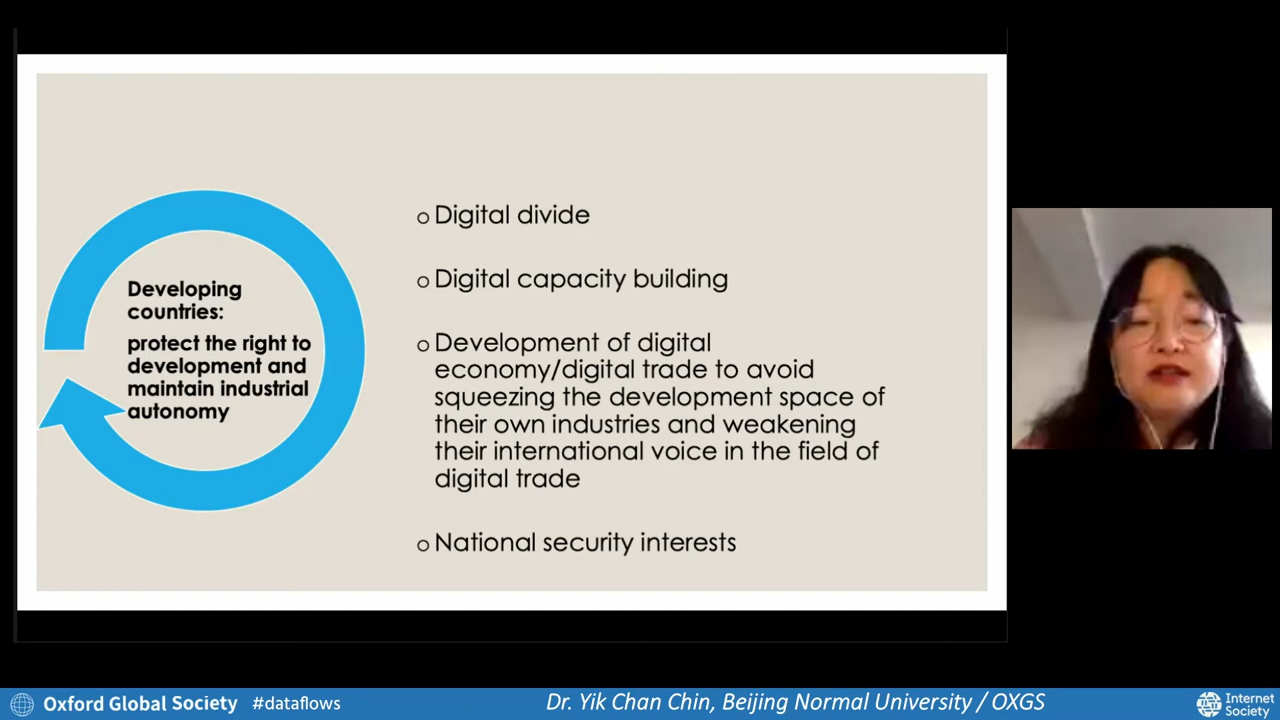 Developing
countries:
protect the right to
development and
maintain industrial
autonomy
o Digital divide
o Digital capacity building
o Development of digital
economy/digital trade to avoid
squeezing the development space of
their own industries and weakening
their international voice in the field of
digital trade
o National security interests
Oxford Global Society #dataflows
Dr. Yik Chan Chin, Beijing Normal University / OXGS
Internet
Society